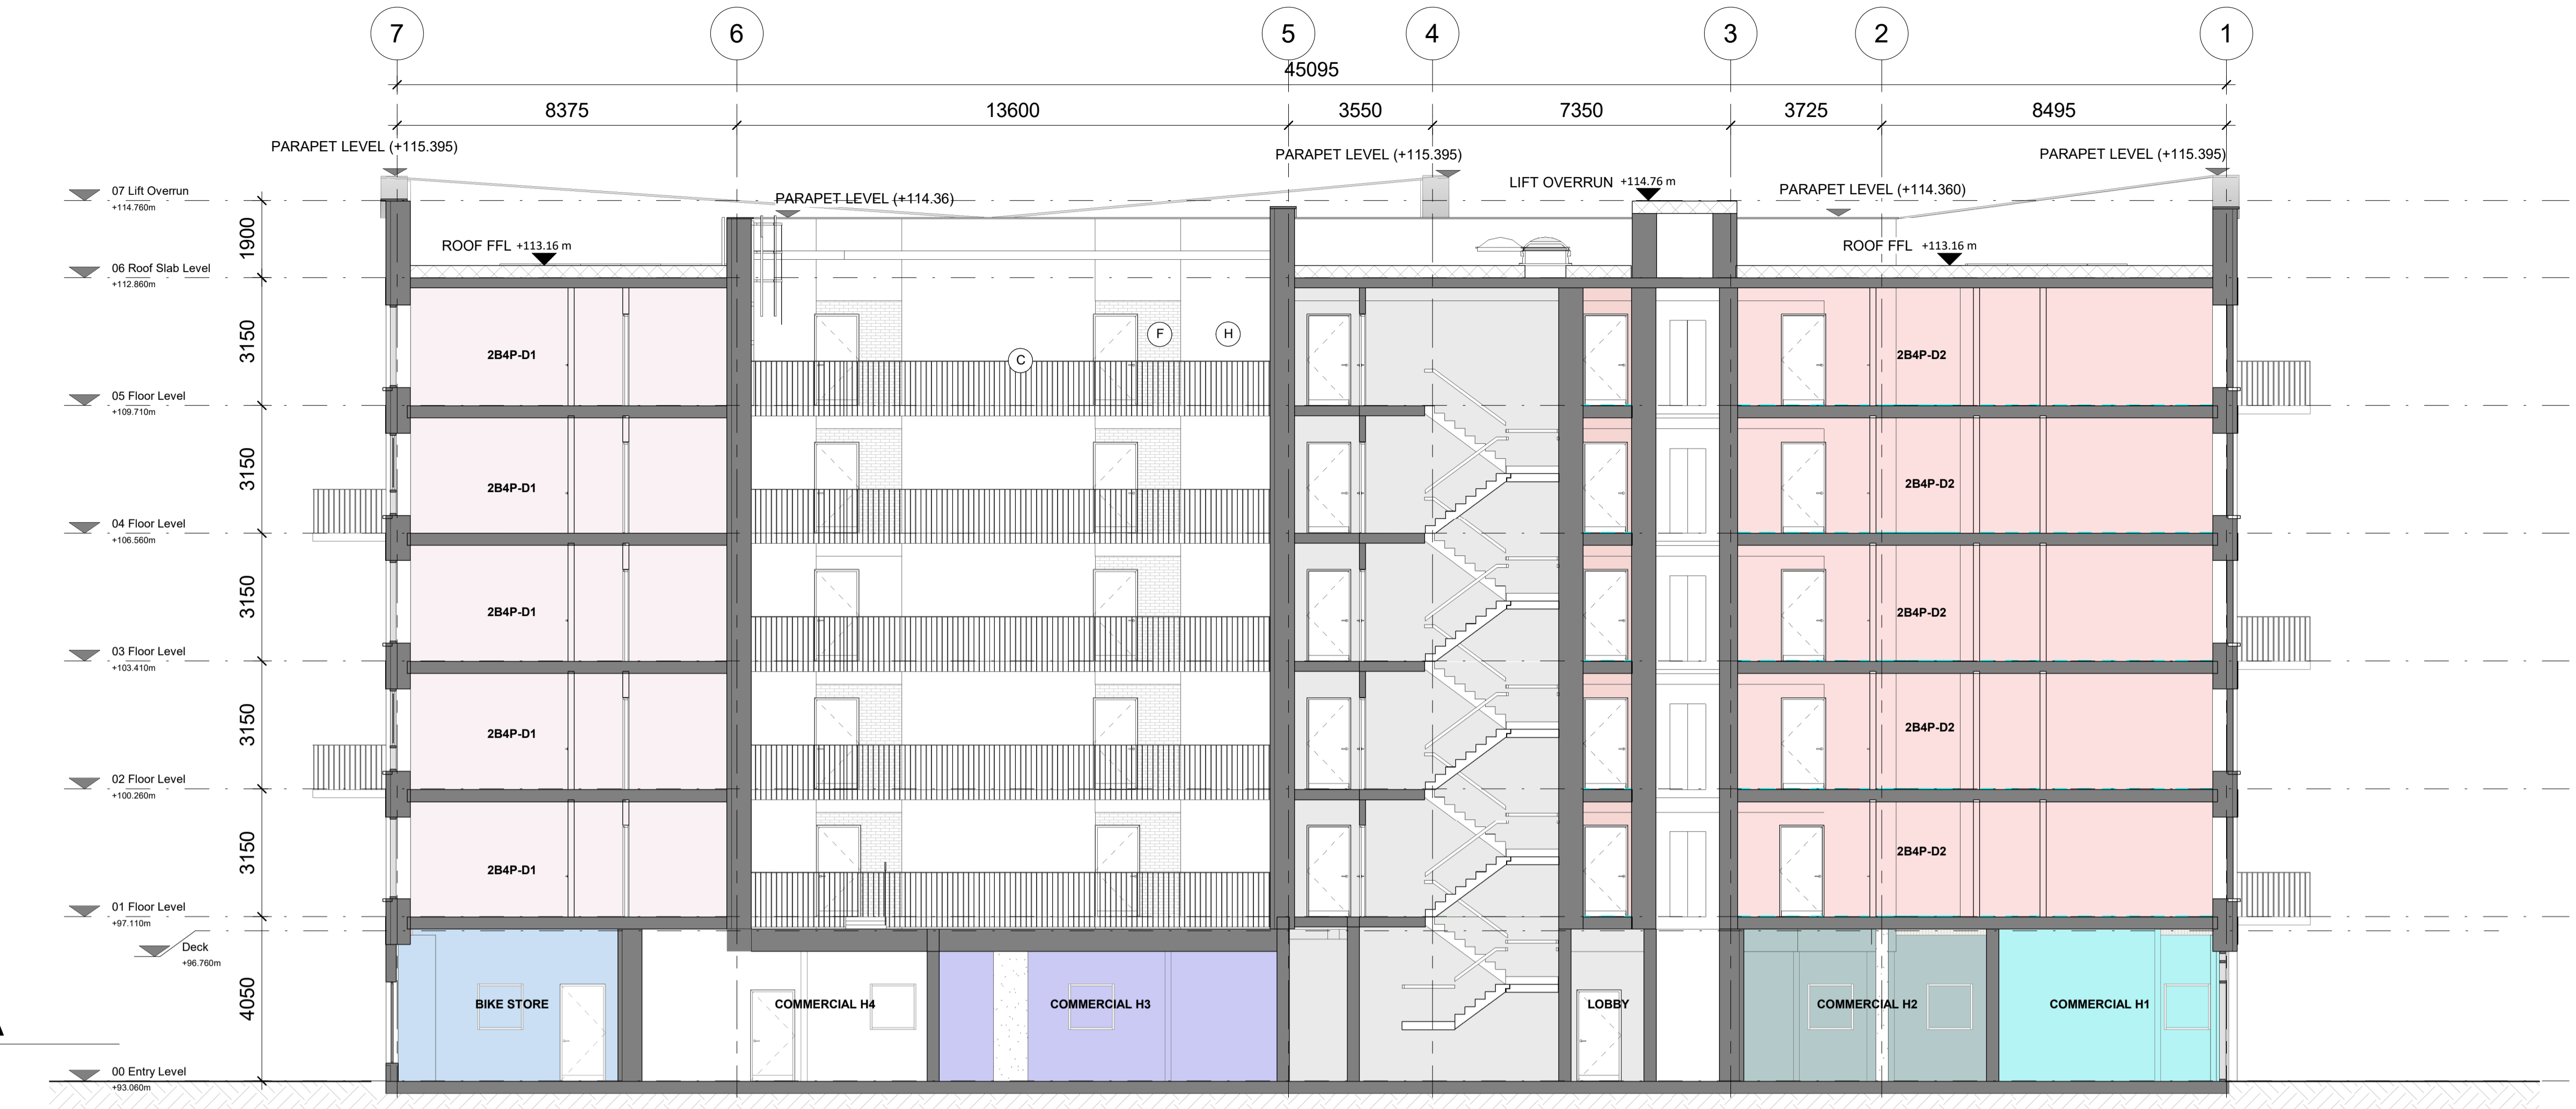 7
6
5
4
3
2
1
45095
8375
13600
3550
7350
3725
8495
PARAPET LEVEL (+115.395)
PARAPET LEVEL (+115.395)
PARAPET LEVEL (+115.395)
07 Lift Overrun
+114.760m
PARAPET LEVEL (+114.36)
LIFT OVERRUN +114.76 m
PARAPET LEVEL (+114.360)
1900
ROOF FFL +113.16 m
ROOF FFL +113.16 m
06 Roof Slab Level
+112.860m
3150
2B4P-D1
C
F
H
2B4P-D2
05 Floor Level
+109.710m
3150
2B4P-D1
2B4P-D2
04 Floor Level
+106.560m
3150
2B4P-D1
2B4P-D2
03 Floor Level
+103.410m
3150
2B4P-D1
2B4P-D2
02 Floor Level
+100.260m
3150
2B4P-D1
2B4P-D2
01 Floor Level
+97.110m
Deck
+96.760m
4050
BIKE STORE
COMMERCIAL H4
COMMERCIAL H3
LOBBY
COMMERCIAL H2
COMMERCIAL H1
00 Entry Level
+93.060m